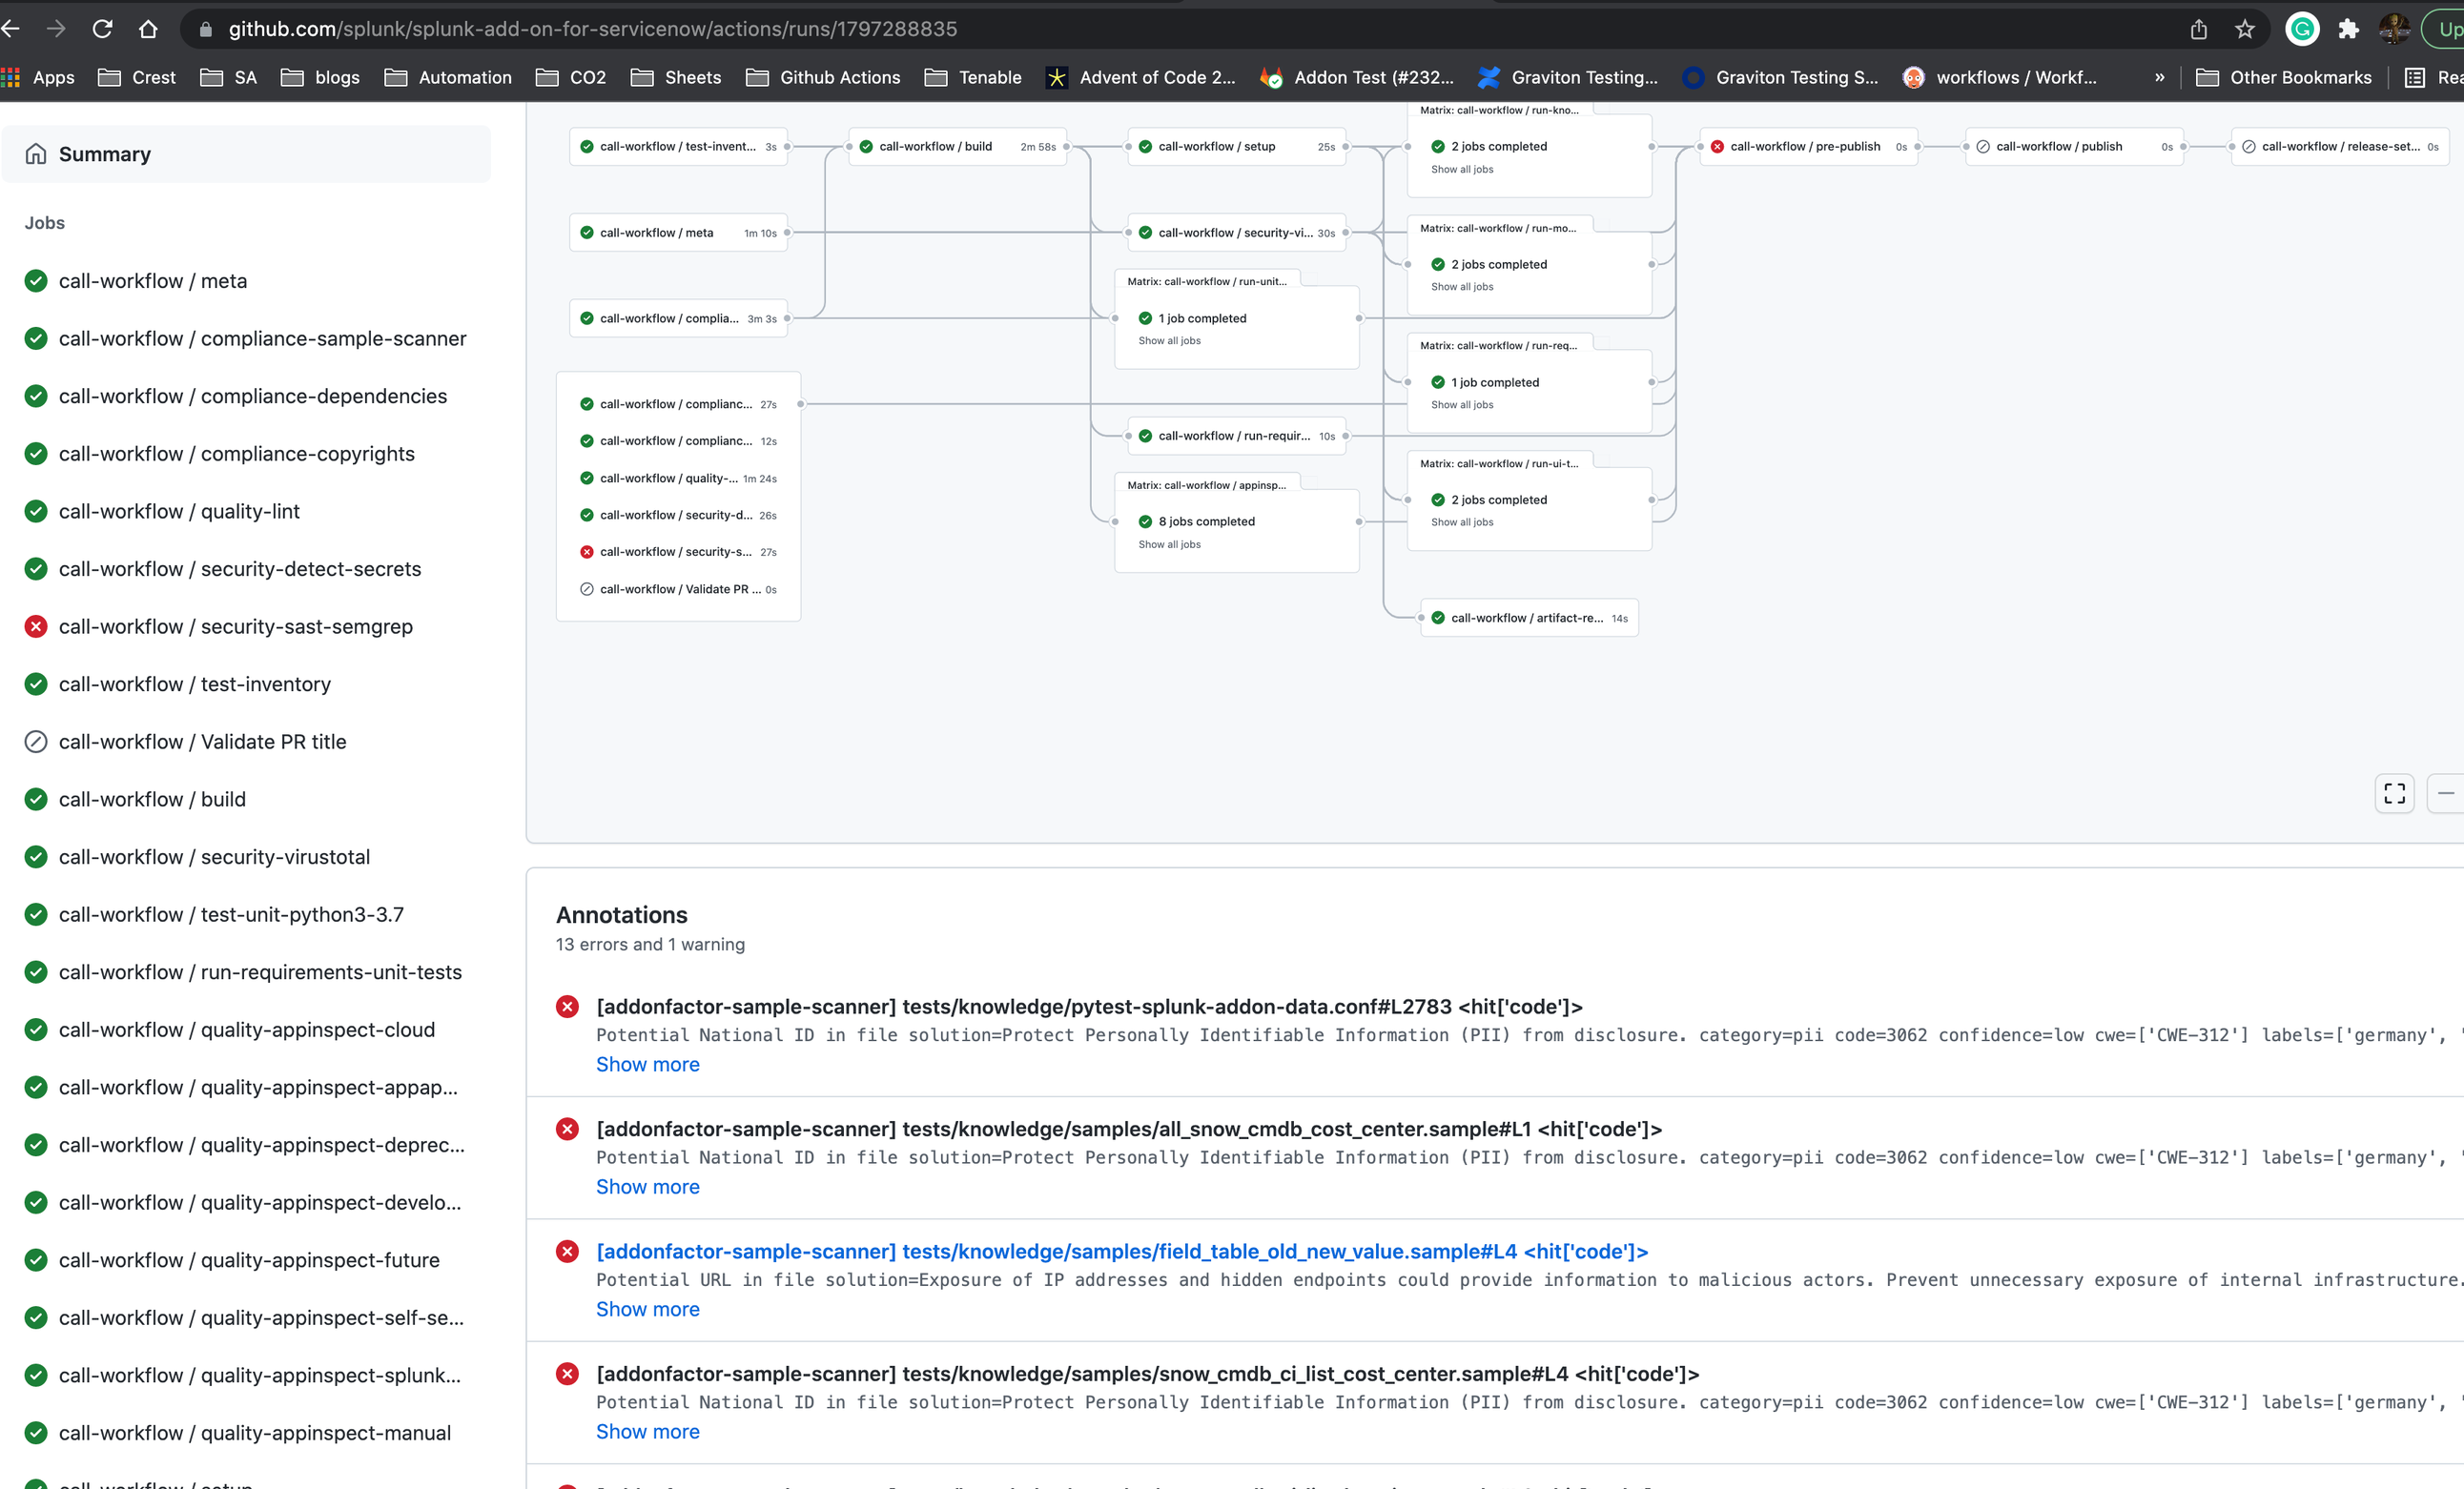 github.com/splunk/splunk-add-on-for-servicenow/actions/runs/1797288835
Up
Apps Crest SA blogs Automation CO2 Sheets Github Actions Tenable Advent of Code 2... Addon Test (#232... Graviton Testing... Graviton Testing S... workflows / Workf... » Other Bookmarks Rea
Summary
Jobs
call-workflow / meta
call-workflow / compliance-sample-scanner
call-workflow / compliance-dependencies
call-workflow / compliance-copyrights
call-workflow / quality-lint
call-workflow / security-detect-secrets
call-workflow / security-sast-semgrep
call-workflow / test-inventory
call-workflow / Validate PR title
call-workflow / build
call-workflow / security-virustotal
call-workflow / test-unit-python3-3.7
call-workflow / run-requirements-unit-tests
call-workflow / quality-appinspect-cloud
call-workflow / quality-appinspect-appap...
call-workflow / quality-appinspect-deprec...
call-workflow / quality-appinspect-develo...
call-workflow / quality-appinspect-future
call-workflow / quality-appinspect-self-se...
call-workflow / quality-appinspect-splunk...
call-workflow / quality-appinspect-manual
call-workflow / setup
call-workflow / test-invent... 3s
call-workflow / meta 1m 10s
call-workflow / complia... 3m 3s
call-workflow / complianc... 27s
call-workflow / complianc... 12s
call-workflow / quality-... 1m 24s
call-workflow / security-d... 26s
call-workflow / security-s... 27s
call-workflow / Validate PR ... 0s
call-workflow / build 2m 58s
call-workflow / setup 25s
call-workflow / security-vi... 30s
Matrix: call-workflow / run-unit...
1 job completed
Show all jobs
call-workflow / run-requir... 10s
Matrix: call-workflow / appinsp...
8 jobs completed
Show all jobs
Matrix: call-workflow / run-kno...
2 jobs completed
Show all jobs
Matrix: call-workflow / run-mo...
2 jobs completed
Show all jobs
Matrix: call-workflow / run-req...
1 job completed
Show all jobs
Matrix: call-workflow / run-ui-t...
2 jobs completed
Show all jobs
call-workflow / artifact-re... 14s
call-workflow / pre-publish 0s
call-workflow / publish 0s
call-workflow / release-set... 0s
Annotations
13 errors and 1 warning
[addonfactor-sample-scanner] tests/knowledge/pytest-splunk-addon-data.conf#L2783 <hit['code']>
Potential National ID in file solution=Protect Personally Identifiable Information (PII) from disclosure. category=pii code=3062 confidence=low cwe=['CWE-312'] labels=['germany', '
Show more
[addonfactor-sample-scanner] tests/knowledge/samples/all_snow_cmdb_cost_center.sample#L1 <hit['code']>
Potential National ID in file solution=Protect Personally Identifiable Information (PII) from disclosure. category=pii code=3062 confidence=low cwe=['CWE-312'] labels=['germany', '
Show more
[addonfactor-sample-scanner] tests/knowledge/samples/field_table_old_new_value.sample#L4 <hit['code']>
Potential URL in file solution=Exposure of IP addresses and hidden endpoints could provide information to malicious actors. Prevent unnecessary exposure of internal infrastructure.
Show more
[addonfactor-sample-scanner] tests/knowledge/samples/snow_cmdb_ci_list_cost_center.sample#L4 <hit['code']>
Potential National ID in file solution=Protect Personally Identifiable Information (PII) from disclosure. category=pii code=3062 confidence=low cwe=['CWE-312'] labels=['germany', '
Show more